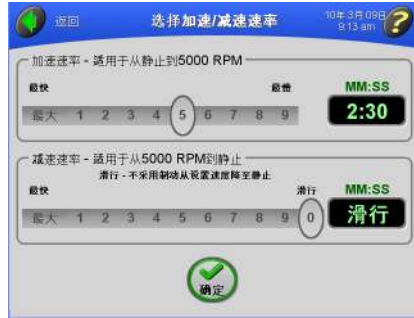 返回
选择加速/减速速率
10年 3月 09日
9:13 am
?
加速速率 - 适用于从静止到5000 RPM
最快 最慢 MM:SS
最大 1 2 3 4 5 6 7 8 9 2:30
减速速率 - 适用于从5000 RPM到静止
滑行 - 不采用制动从设置速度降至静止
最快 滑行 MM:SS
最大 1 2 3 4 5 6 7 8 9 0 滑行
确定